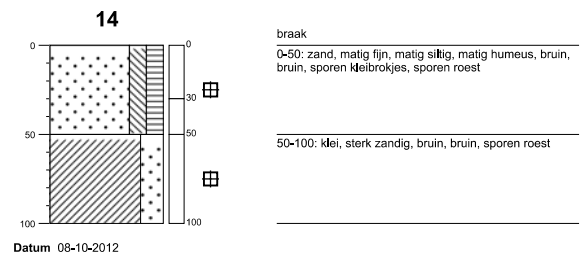 14
braak
0
0
0-50: zand, matig fijn, matig siltig, matig humeus, bruin,
bruin, sporen kleibrokjes, sporen roest
30
50
50
50-100: klei, sterk zandig, bruin, bruin, sporen roest
100
100
Datum 08-10-2012